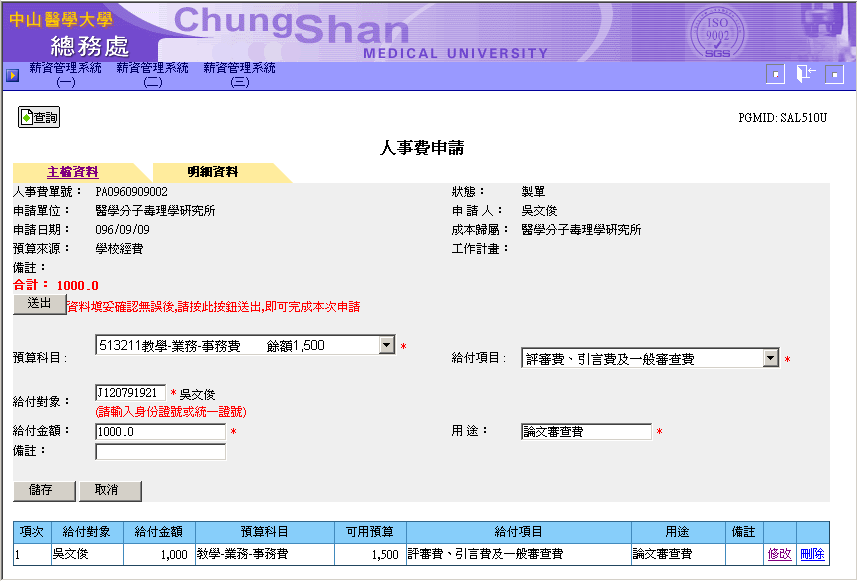 中山醫學大學
總務處
ChungShan
MEDICAL UNIVERSITY
ISO
9002
SGS
薪資管理系統(一) 薪資管理系統(二) 薪資管理系統(三)
查詢
PGMID: SAL510U
人事費申請
主檔資料 明細資料
人事費單號： PA0960909002 狀態： 製單
申請單位： 醫學分子毒理學研究所 申 請 人： 吳文俊
申請日期： 096/09/09 成本歸屬： 醫學分子毒理學研究所
預算來源： 學校經費 工作計畫：
備註：
合計： 1000.0
送出 資料填妥確認無誤後,請按此按鈕送出,即可完成本次申請
預算科目： 513211教學-業務-事務費 餘額1,500 * 給付項目： 評審費、引言費及一般審查費 *
給付對象： J120791921 * 吳文俊
(請輸入身份證號或統一證號)
給付金額： 1000.0 * 用 途： 論文審查費 *
備註：
儲存 取消
項次 給付對象 給付金額 預算科目 可用預算 給付項目 用途 備註
1 吳文俊 1,000 教學-業務-事務費 1,500 評審費、引言費及一般審查費 論文審查費 修改 刪除